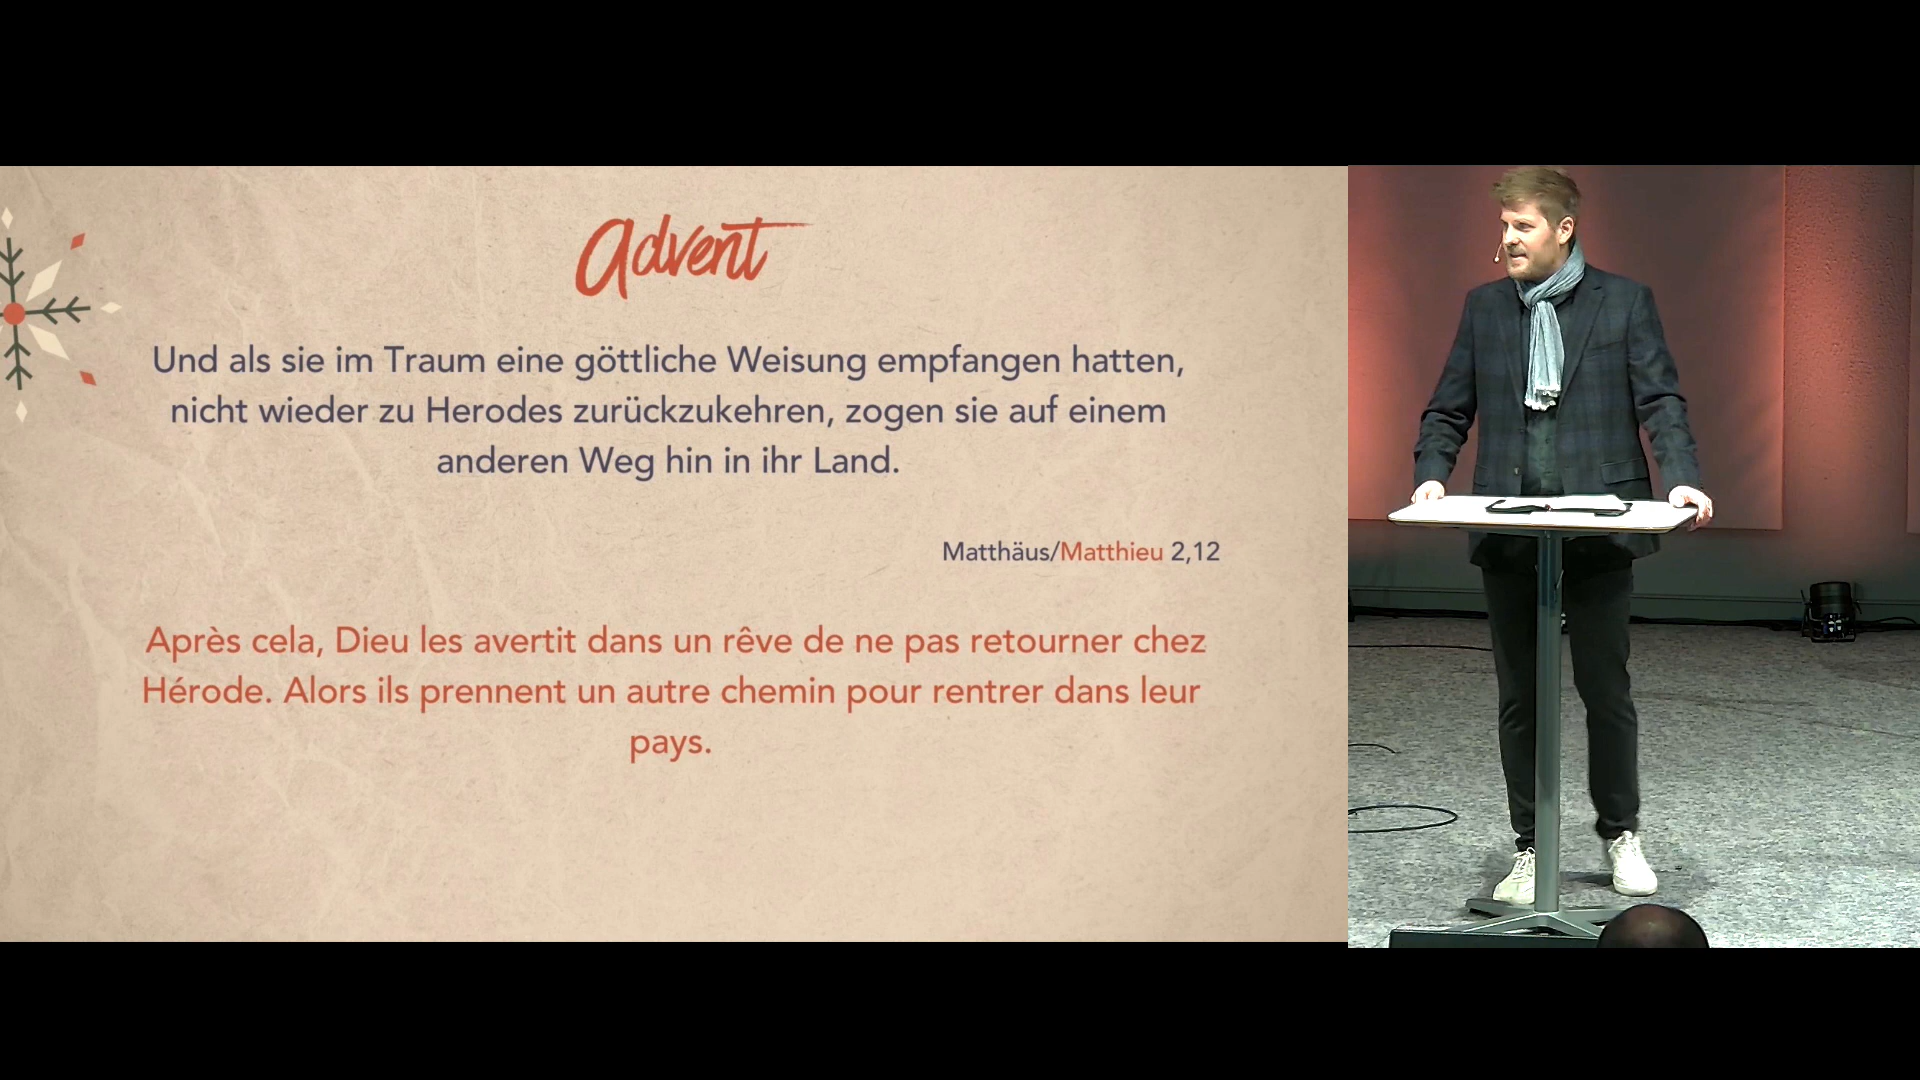 advent
Und als sie im Traum eine göttliche Weisung empfangen hatten,
nicht wieder zu Herodes zurückzukehren, zogen sie auf einem
anderen Weg hin in ihr Land.
Matthäus/Matthieu 2,12
Après cela, Dieu les avertit dans un rêve de ne pas retourner chez
Hérode. Alors ils prennent un autre chemin pour rentrer dans leur
pays.